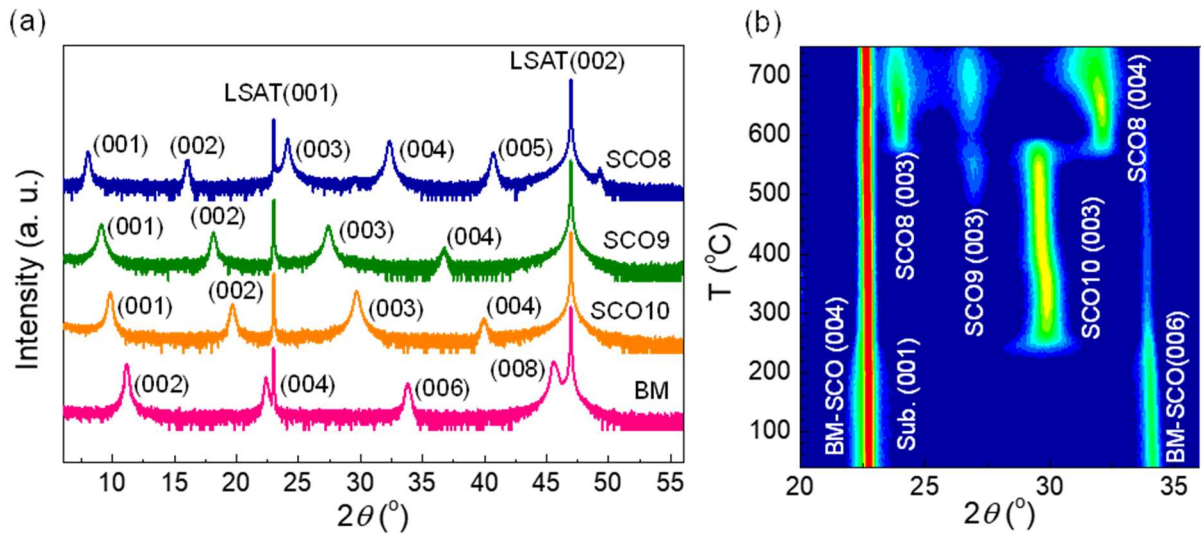 (a)
(b)
LSAT(002)
LSAT(001)
(001)
(002)
(003)
(004)
(005)
SCO8
(001)
(002)
(003)
(004)
SCO9
(001)
(002)
(003)
(004)
SCO10
(002)
(004)
(006)
(008)
BM
Intensity (a. u.)
10 15 20 25 30 35 40 45 50 55
2θ (°)
T (°C)
700
600
500
400
300
200
100
BM-SCO (004)
Sub. (001)
SCO8 (003)
SCO9 (003)
SCO10 (003)
SCO8 (004)
BM-SCO(006)
20 25 30 35
2θ (°)